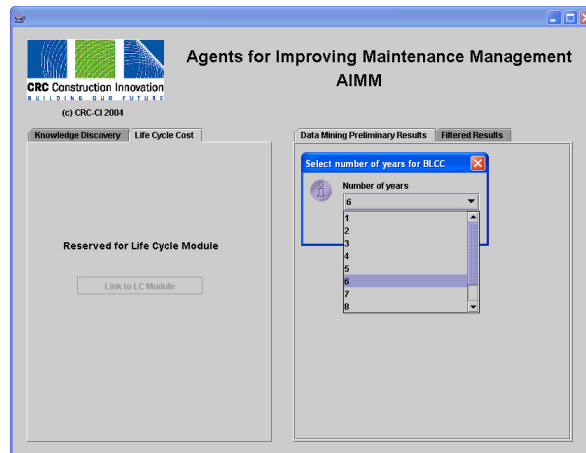 Agents for Improving Maintenance Management
AIMM
CRC Construction Innovation
BUILDING OUR FUTURE
(c) CRC-CI 2004
Knowledge Discovery
Life Cycle Cost
Data Mining Preliminary Results
Filtered Results
Reserved for Life Cycle Module
Link to LC Module
Select number of years for BLCC
Number of years
6
1
2
3
4
5
6
7
8